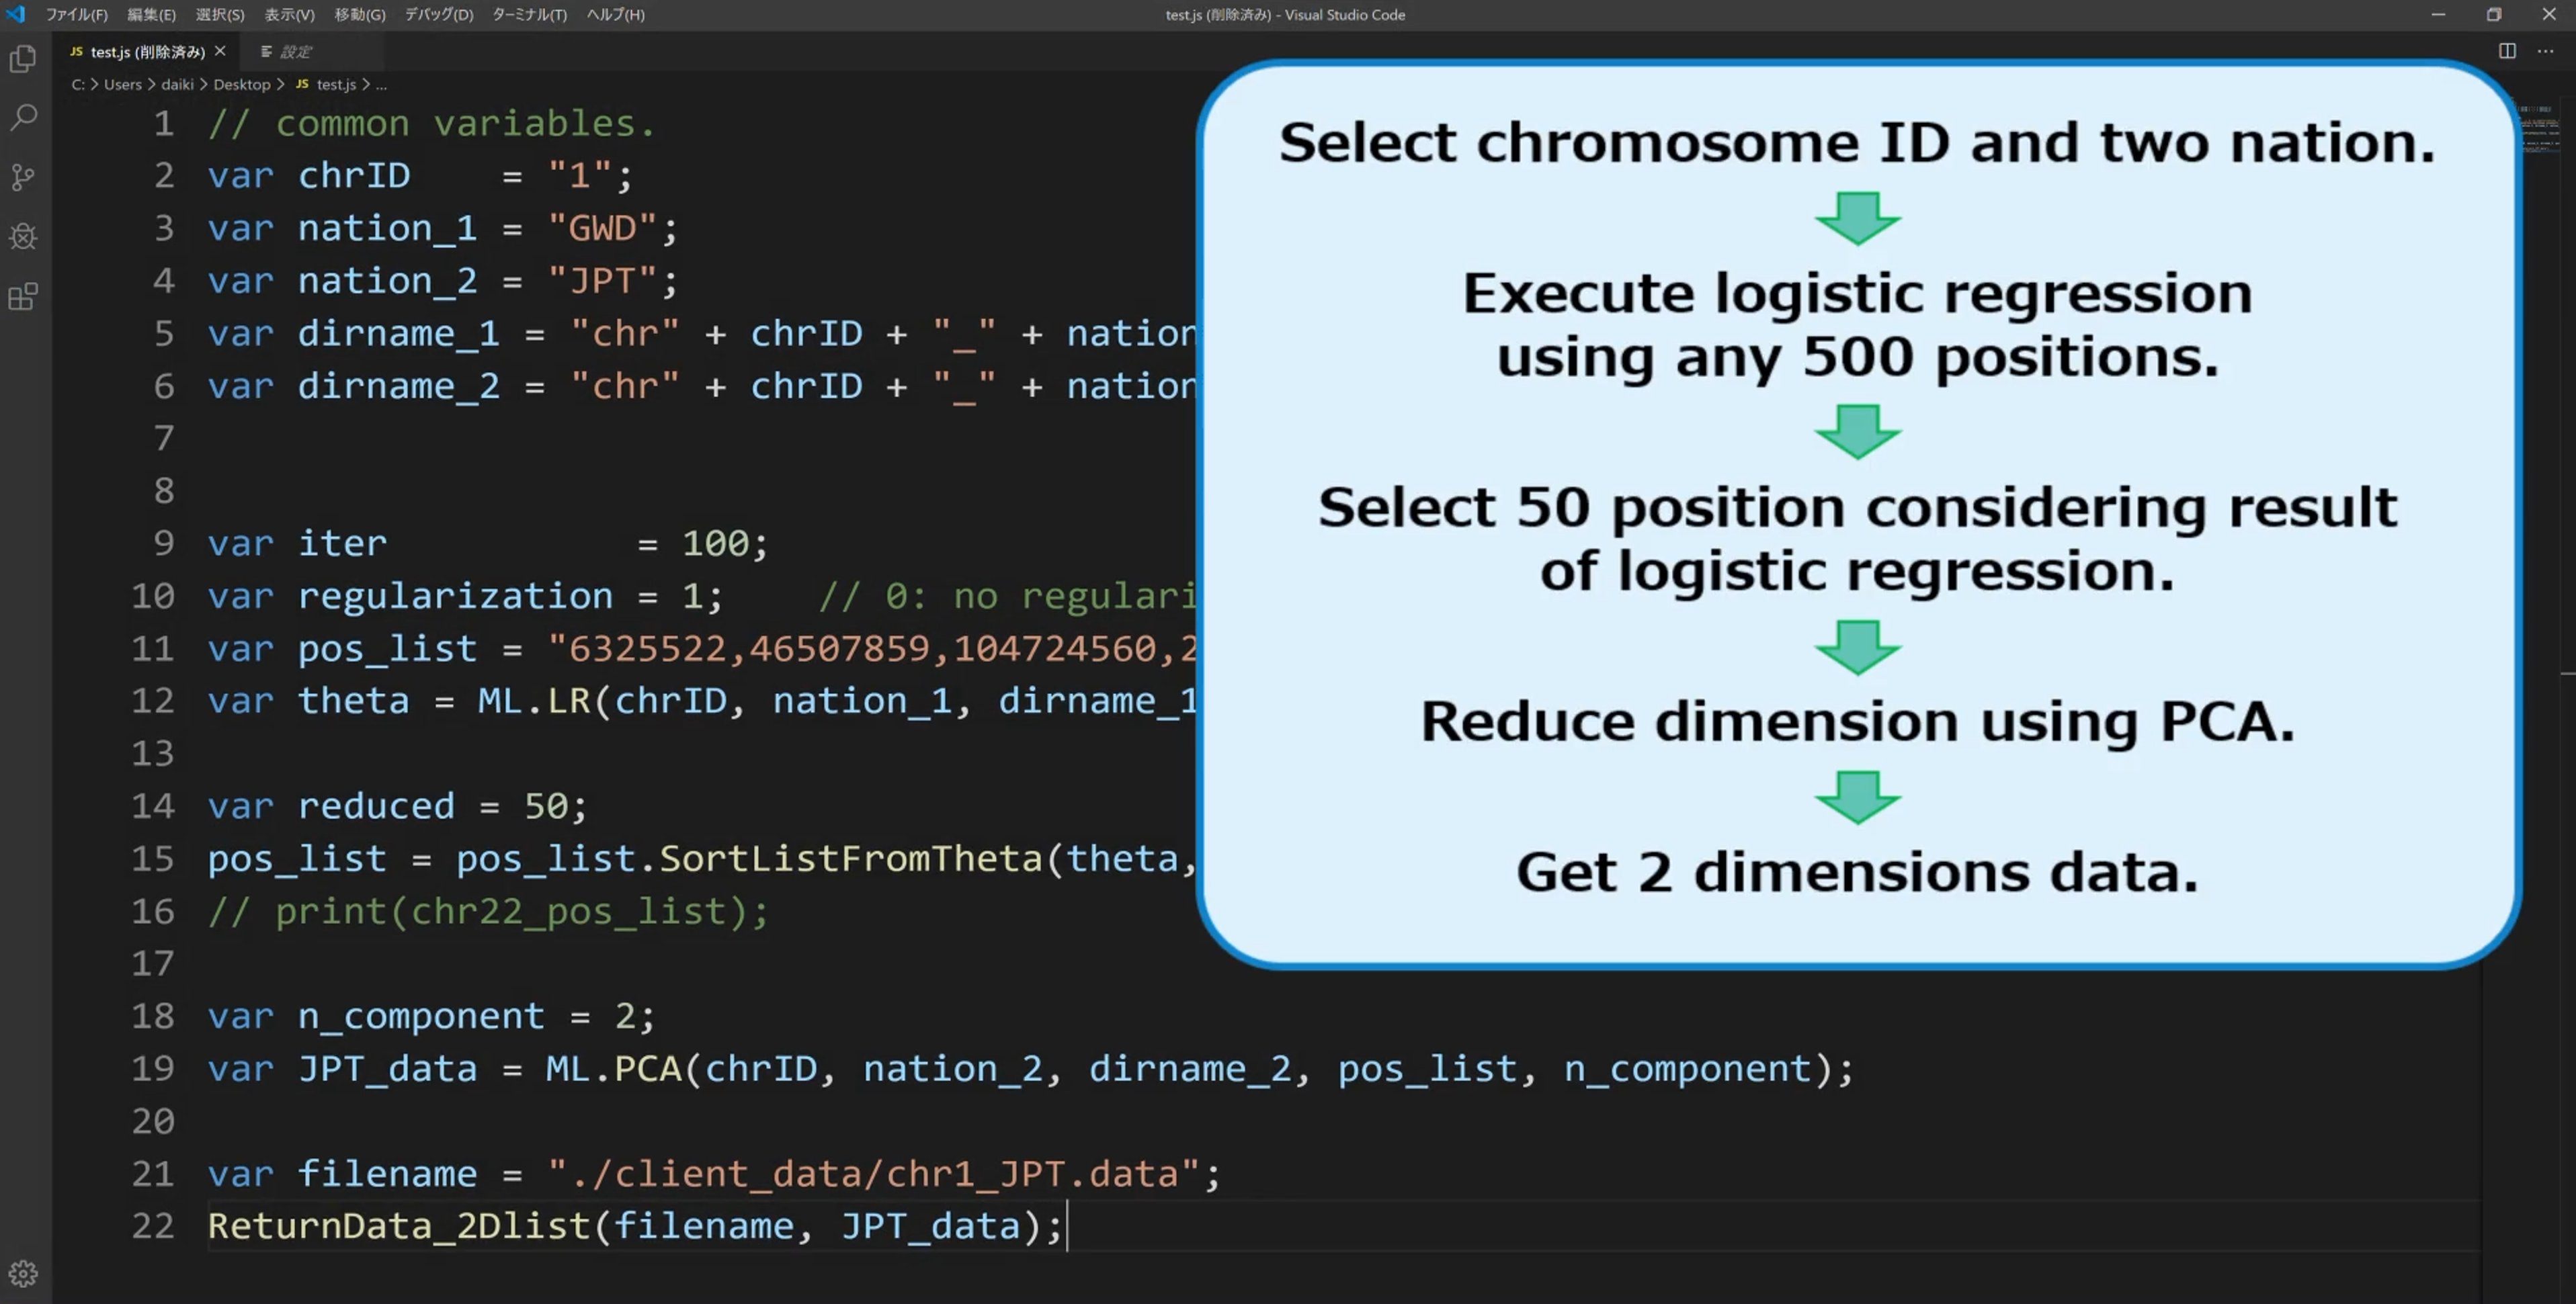 ファイル(F) 編集(E) 選択(S) 表示(V) 移動(G) デバッグ(D) ターミナル(T) ヘルプ(H) test.js (削除済み) - Visual Studio Code
JS test.js (削除済み) 設定
C: > Users > daiki > Desktop > JS test.js > ...
1 // common variables.
2 var chrID = "1";
3 var nation_1 = "GWD";
4 var nation_2 = "JPT";
5 var dirname_1 = "chr" + chrID + "_" + nation
6 var dirname_2 = "chr" + chrID + "_" + nation
7
8
9 var iter = 100;
10 var regularization = 1; // 0: no regulari
11 var pos_list = "6325522,46507859,104724560,2
12 var theta = ML.LR(chrID, nation_1, dirname_1
13
14 var reduced = 50;
15 pos_list = pos_list.SortListFromTheta(theta,
16 // print(chr22_pos_list);
17
18 var n_component = 2;
19 var JPT_data = ML.PCA(chrID, nation_2, dirname_2, pos_list, n_component);
20
21 var filename = "./client_data/chr1_JPT.data";
22 ReturnData_2Dlist(filename, JPT_data);
Select chromosome ID and two nation.
Execute logistic regression
using any 500 positions.
Select 50 position considering result
of logistic regression.
Reduce dimension using PCA.
Get 2 dimensions data.